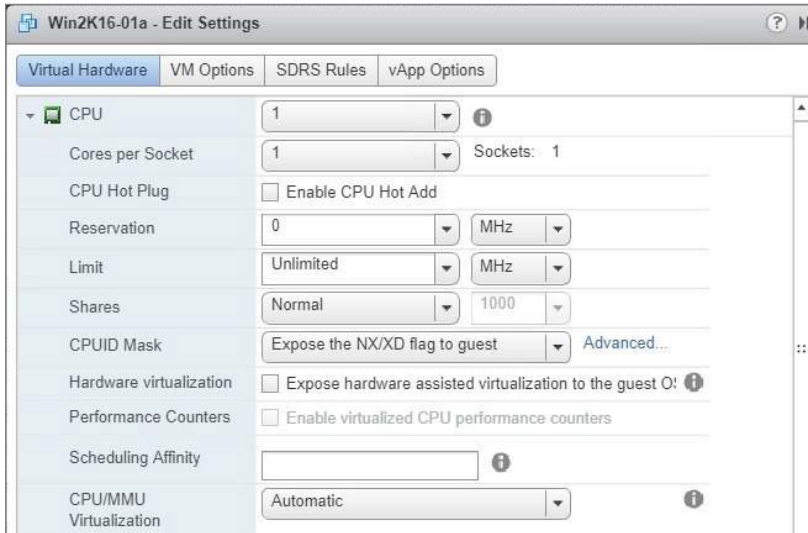 Win2K16-01a - Edit Settings ?
Virtual Hardware VM Options SDRS Rules vApp Options
CPU 1
Cores per Socket 1 Sockets: 1
CPU Hot Plug Enable CPU Hot Add
Reservation 0 MHz
Limit Unlimited MHz
Shares Normal 1000
CPUID Mask Expose the NX/XD flag to guest Advanced...
Hardware virtualization Expose hardware assisted virtualization to the guest
Performance Counters Enable virtualized CPU performance counters
Scheduling Affinity
CPU/MMU Automatic
Virtualization